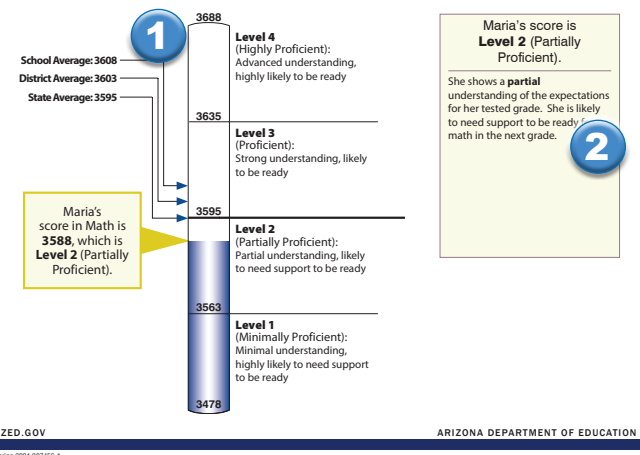 3688
1
Level 4
(Highly Proficient):
Advanced understanding,
highly likely to be ready
School Average: 3608
District Average: 3603
State Average: 3595
3635
Level 3
(Proficient):
Strong understanding, likely
to be ready
3595
Maria's
score in Math is
3588, which is
Level 2 (Partially
Proficient).
Level 2
(Partially Proficient):
Partial understanding, likely
to need support to be ready
3563
Level 1
(Minimally Proficient):
Minimal understanding,
highly likely to need support
to be ready
3478
Maria's score is
Level 2 (Partially
Proficient).
She shows a partial
understanding of the expectations
for her tested grade. She is likely
to need support to be ready
math in the next grade.
2
ZED.GOV
ARIZONA DEPARTMENT OF EDUCATION